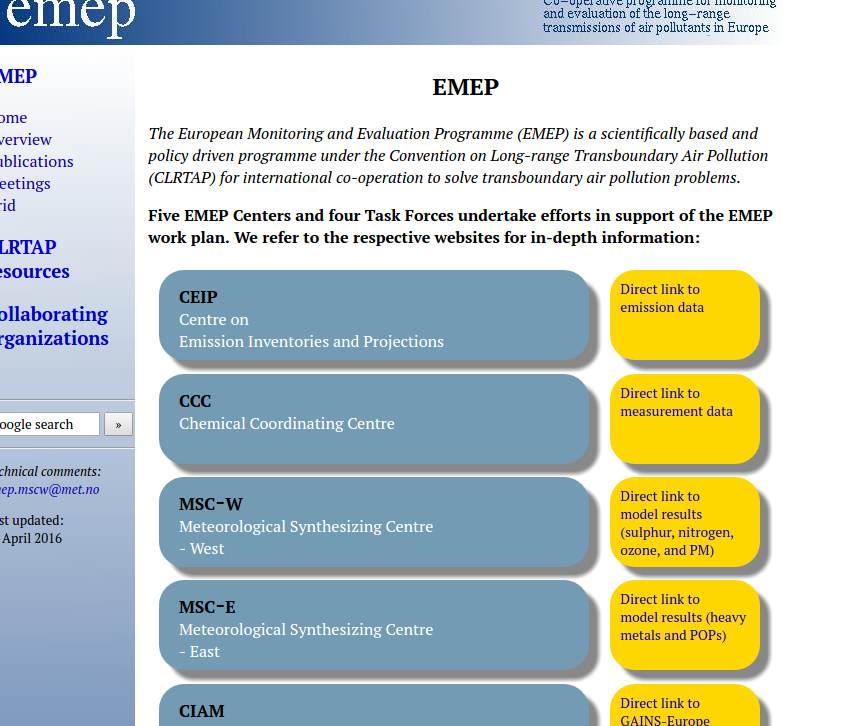 emep
Co-operative programme for monitoring
and evaluation of the long-range
transmissions of air pollutants in Europe
MEP
ome
verview
ublications
eetings
rid
LRTAP
esources
ollaborating
rganizations
oogle search
»
chnical comments:
ep.mscw@met.no
st updated:
April 2016
EMEP
The European Monitoring and Evaluation Programme (EMEP) is a scientifically based and
policy driven programme under the Convention on Long-range Transboundary Air Pollution
(CLRTAP) for international co-operation to solve transboundary air pollution problems.
Five EMEP Centers and four Task Forces undertake efforts in support of the EMEP
work plan. We refer to the respective websites for in-depth information:
CEIP
Centre on
Emission Inventories and Projections
Direct link to
emission data
CCC
Chemical Coordinating Centre
Direct link to
measurement data
MSC-W
Meteorological Synthesizing Centre
- West
Direct link to
model results
(sulphur, nitrogen,
ozone, and PM)
MSC-E
Meteorological Synthesizing Centre
- East
Direct link to
model results (heavy
metals and POPs)
CIAM
Direct link to
GAINS-Europe